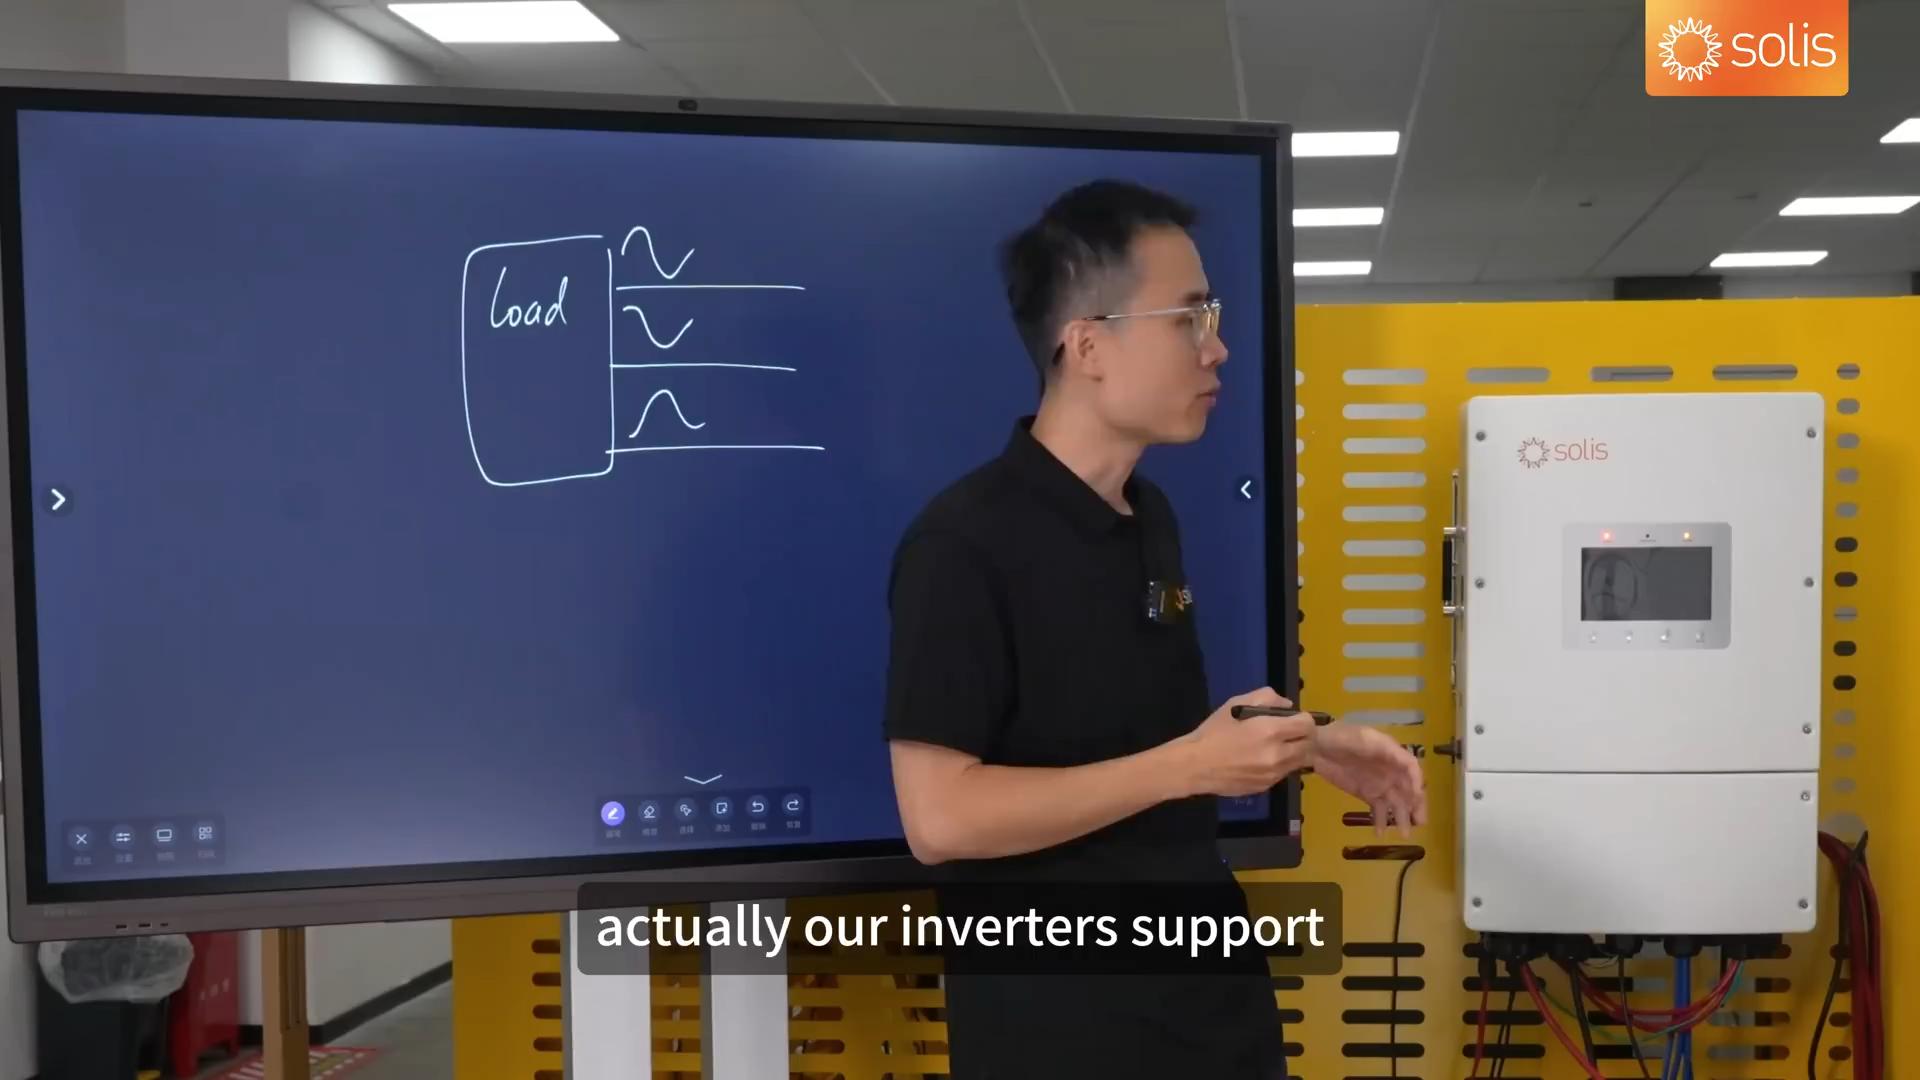 solis
Load
solis
actually our inverters support